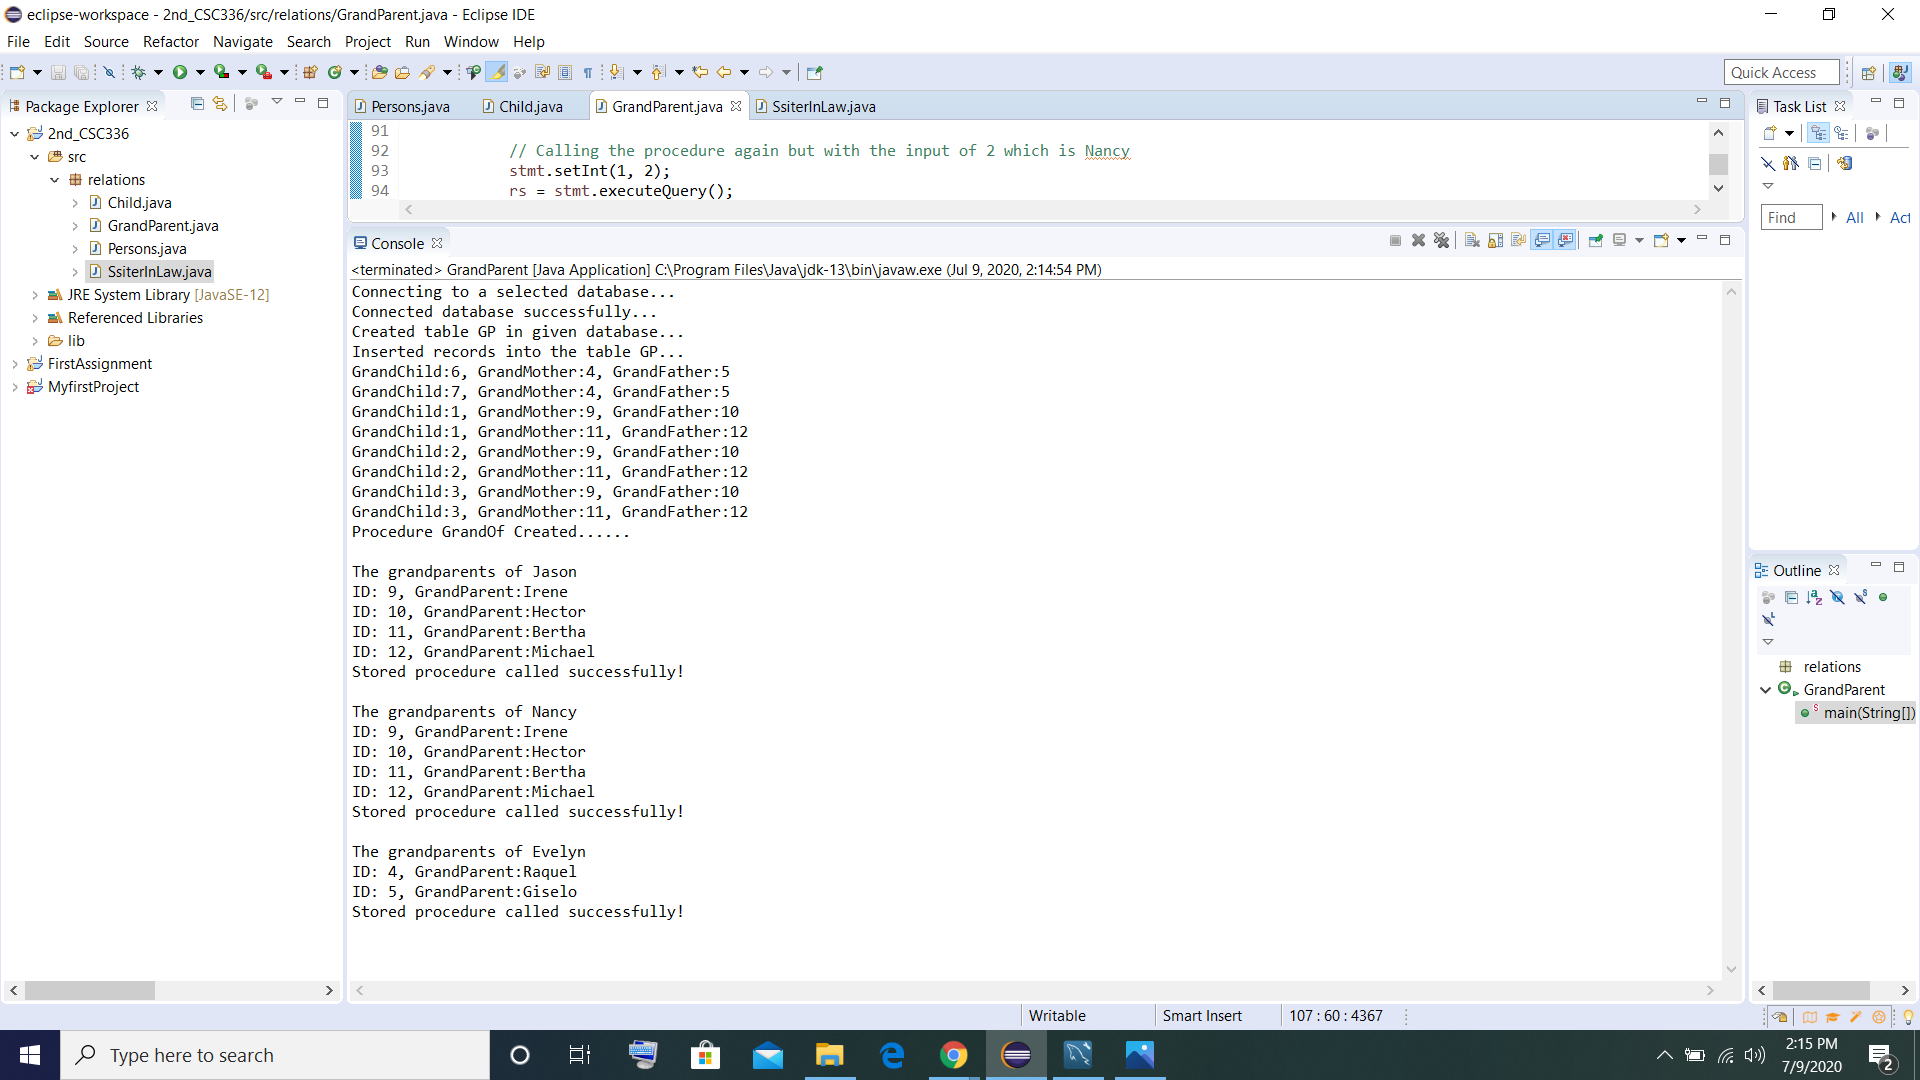 eclipse-workspace - 2nd_CSC336/src/relations/GrandParent.java - Eclipse IDE
File Edit Source Refactor Navigate Search Project Run Window Help
Quick Access
Package Explorer
2nd_CSC336
src
relations
Child.java
GrandParent.java
Persons.java
SsiterInLaw.java
JRE System Library [JavaSE-12]
Referenced Libraries
lib
FirstAssignment
MyfirstProject
Persons.java Child.java GrandParent.java SsiterInLaw.java
91
92 // Calling the procedure again but with the input of 2 which is Nancy
93 stmt.setInt(1, 2);
94 rs = stmt.executeQuery();
Console
<terminated> GrandParent [Java Application] C:\Program Files\Java\jdk-13\bin\javaw.exe (Jul 9, 2020, 2:14:54 PM)
Connecting to a selected database...
Connected database successfully...
Created table GP in given database...
Inserted records into the table GP...
GrandChild:6, GrandMother:4, GrandFather:5
GrandChild:7, GrandMother:4, GrandFather:5
GrandChild:1, GrandMother:9, GrandFather:10
GrandChild:1, GrandMother:11, GrandFather:12
GrandChild:2, GrandMother:9, GrandFather:10
GrandChild:2, GrandMother:11, GrandFather:12
GrandChild:3, GrandMother:9, GrandFather:10
GrandChild:3, GrandMother:11, GrandFather:12
Procedure GrandOf Created......
The grandparents of Jason
ID: 9, GrandParent:Irene
ID: 10, GrandParent:Hector
ID: 11, GrandParent:Bertha
ID: 12, GrandParent:Michael
Stored procedure called successfully!
The grandparents of Nancy
ID: 9, GrandParent:Irene
ID: 10, GrandParent:Hector
ID: 11, GrandParent:Bertha
ID: 12, GrandParent:Michael
Stored procedure called successfully!
The grandparents of Evelyn
ID: 4, GrandParent:Raquel
ID: 5, GrandParent:Giselo
Stored procedure called successfully!
Task List
Find All Act
Outline
relations
GrandParent
main(String[])
Writable Smart Insert 107 : 60 : 4367
Type here to search
2:15 PM
7/9/2020
2